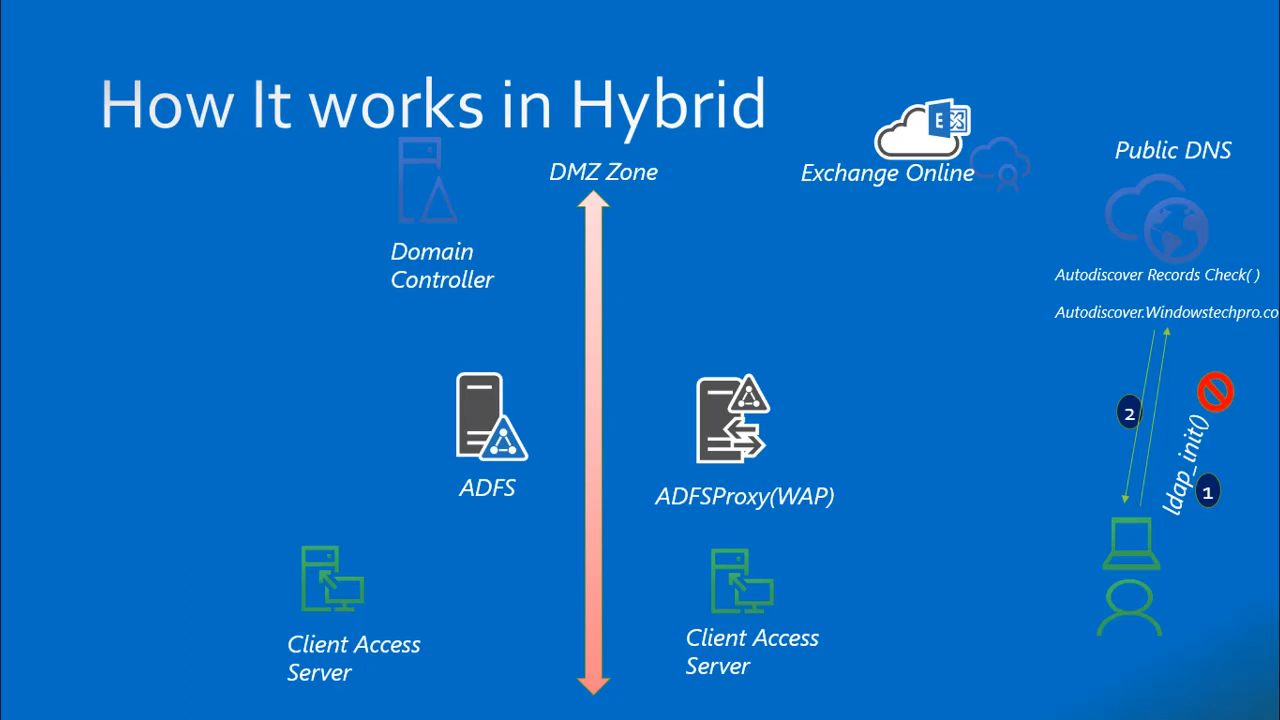 How It works in Hybrid
DMZ Zone
Exchange Online
Public DNS
Domain
Controller
Autodiscover Records Check( )
Autodiscover.Windowstechpro.co
2
ldap_init()
1
ADFS
ADFSProxy(WAP)
Client Access
Server
Client Access
Server